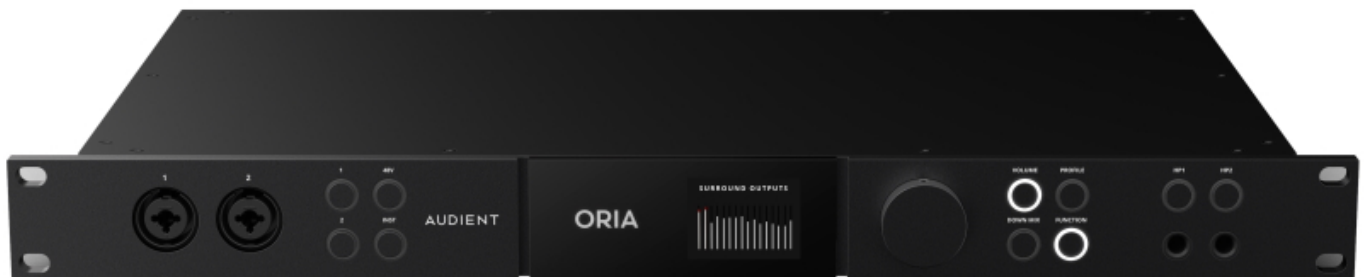 1
2
1
48V
2
INST
AUDIENT
ORIA
SURROUND OUTPUTS
VOLUME
PROFILE
DOWN MIX
FUNCTION
HP1
HP2